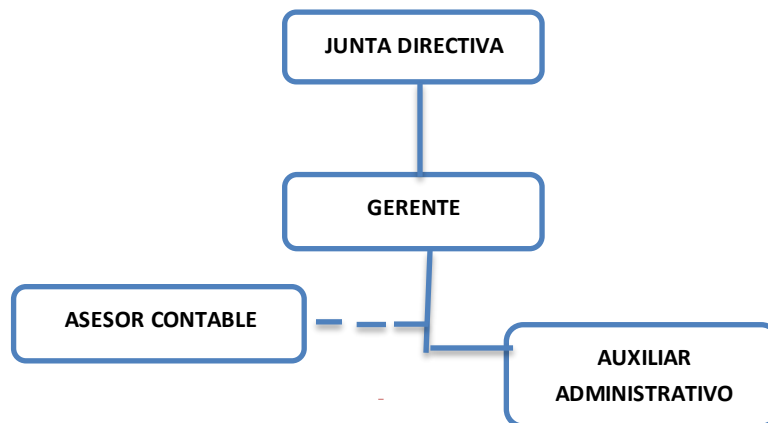 JUNTA DIRECTIVA
GERENTE
ASESOR CONTABLE
AUXILIAR
ADMINISTRATIVO